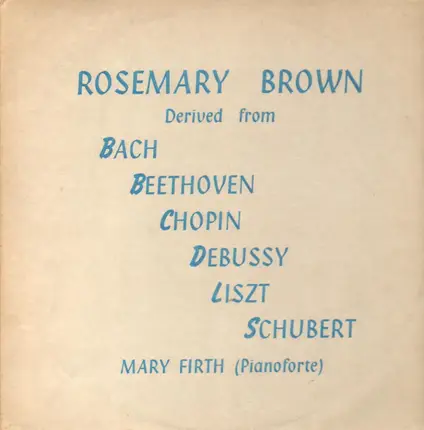 ROSEMARY BROWN
Derived from
BACH
BEETHOVEN
CHOPIN
DEBUSSY
LISZT
SCHUBERT
MARY FIRTH (Pianoforte)